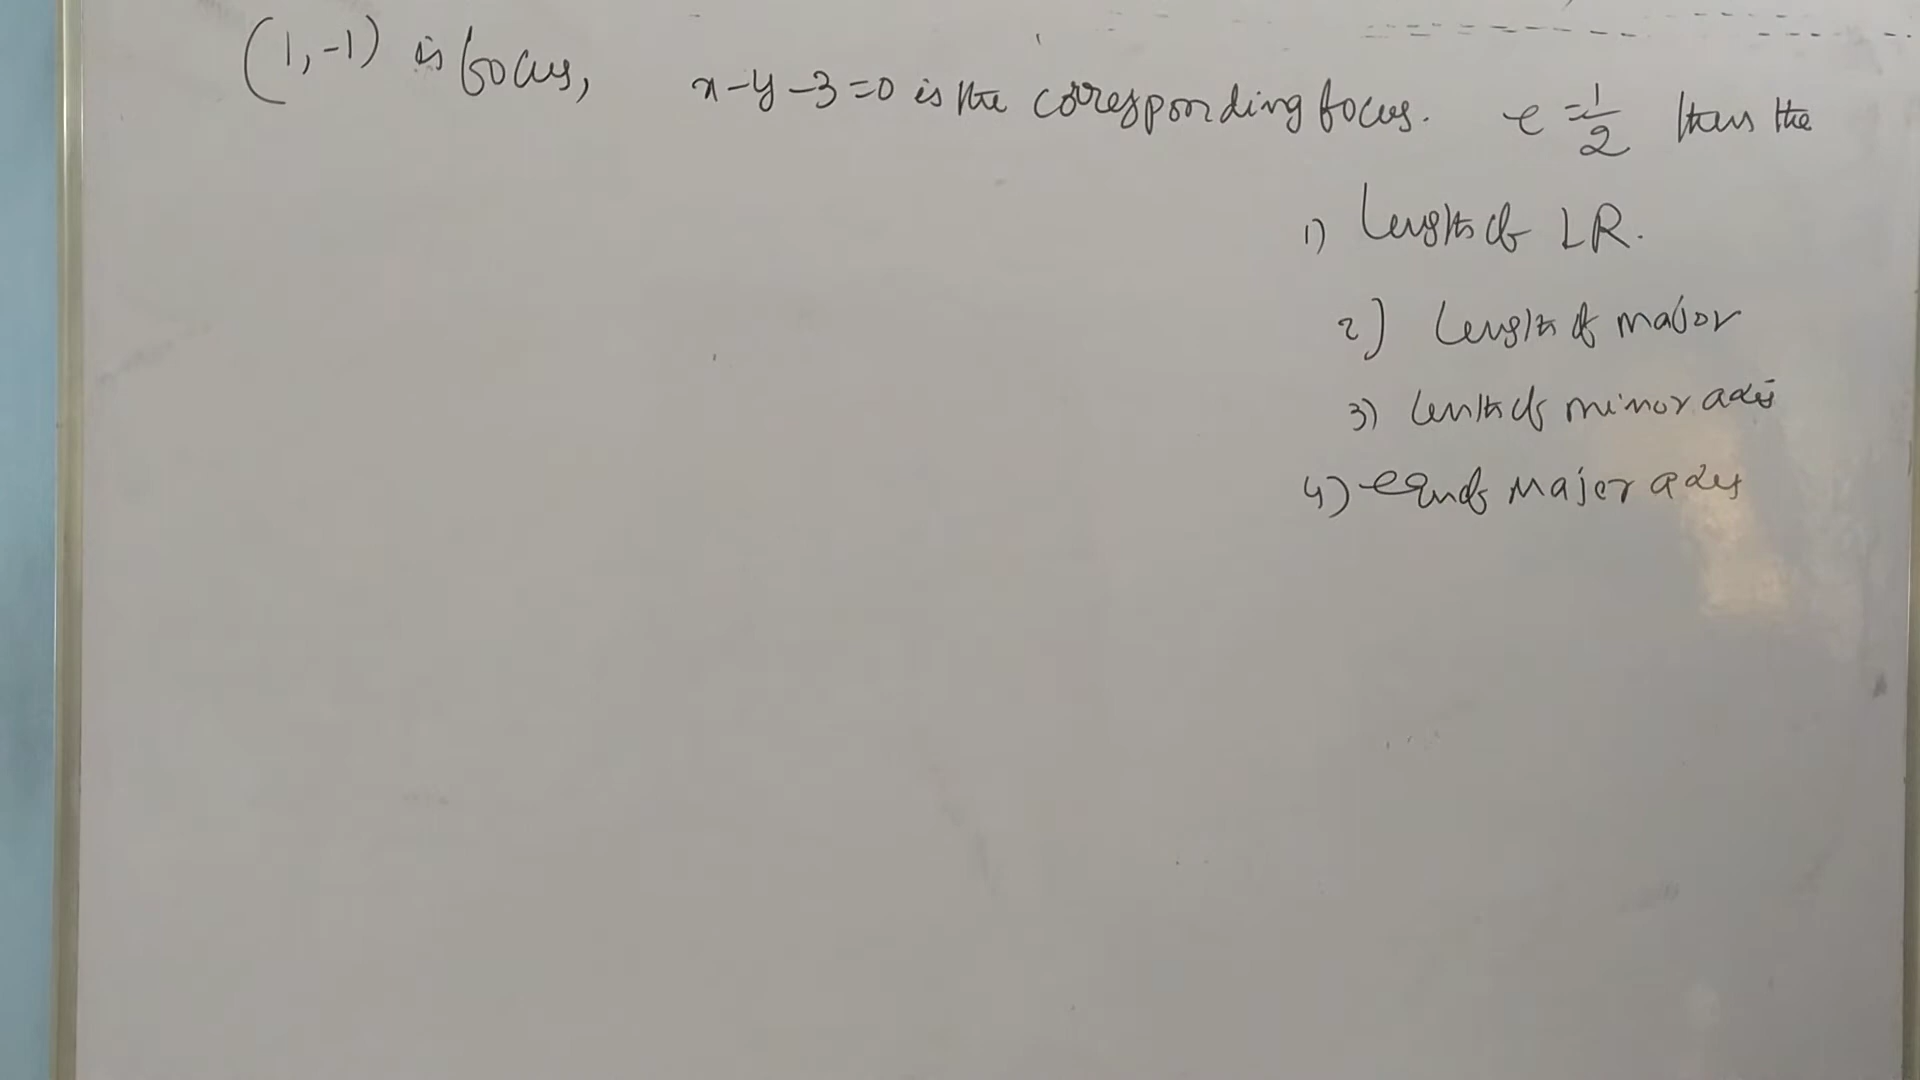 (1,-1) is focus, x-y-3=0 is the corresponding focus. e=1/2 then the
1) Length of LR.
2) Length of major
3) Lenth of minor axis
4) eqn of Major axis